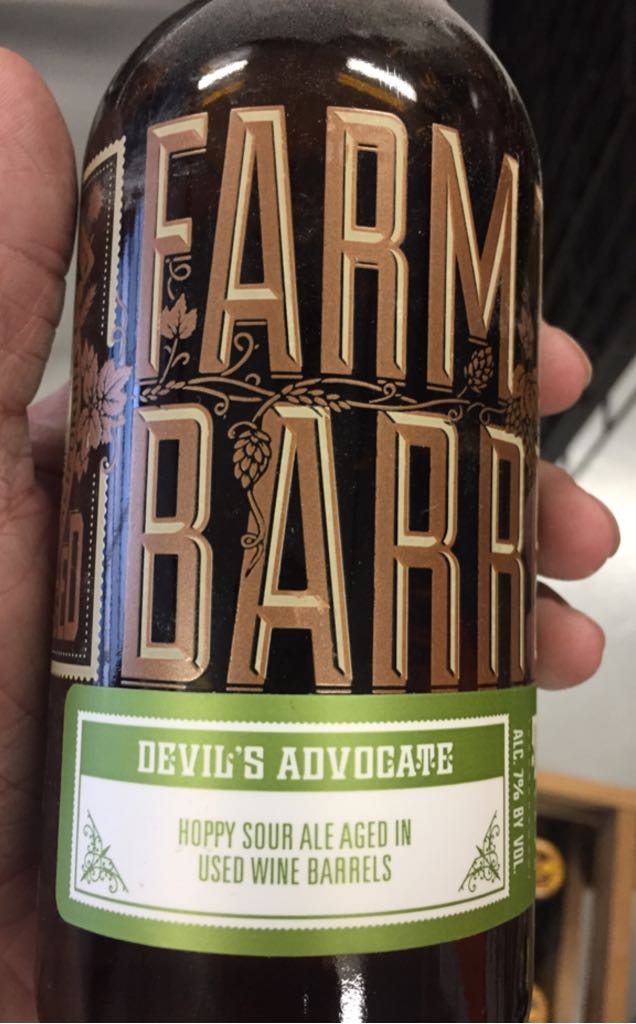 FARM
BARR
DEVIL'S ADVOCATE
HOPPY SOUR ALE AGED IN
USED WINE BARRELS
ALC. 7% BY VOL.